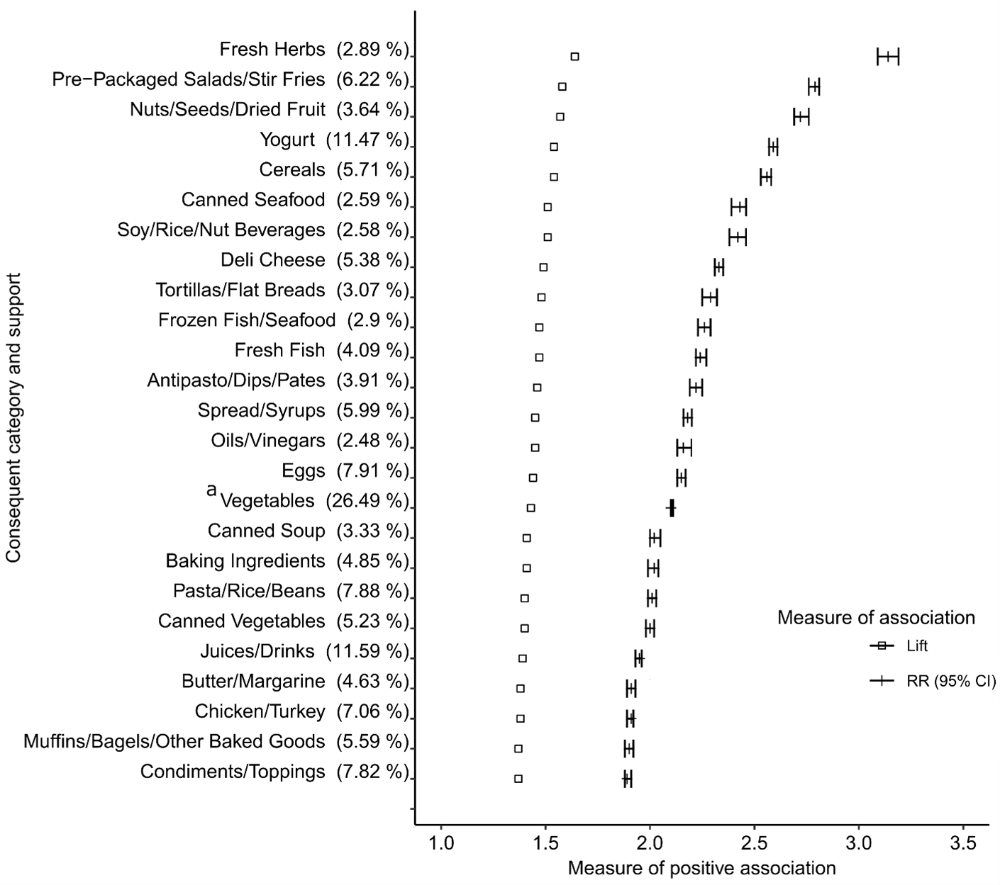 Fresh Herbs (2.89 %)
Pre−Packaged Salads/Stir Fries (6.22 %)
Nuts/Seeds/Dried Fruit (3.64 %)
Yogurt (11.47 %)
Cereals (5.71 %)
Canned Seafood (2.59 %)
Soy/Rice/Nut Beverages (2.58 %)
Deli Cheese (5.38 %)
Tortillas/Flat Breads (3.07 %)
Frozen Fish/Seafood (2.9 %)
Fresh Fish (4.09 %)
Antipasto/Dips/Pates (3.91 %)
Spread/Syrups (5.99 %)
Oils/Vinegars (2.48 %)
Eggs (7.91 %)
a Vegetables (26.49 %)
Canned Soup (3.33 %)
Baking Ingredients (4.85 %)
Pasta/Rice/Beans (7.88 %)
Canned Vegetables (5.23 %)
Juices/Drinks (11.59 %)
Butter/Margarine (4.63 %)
Chicken/Turkey (7.06 %)
Muffins/Bagels/Other Baked Goods (5.59 %)
Condiments/Toppings (7.82 %)
Consequent category and support
Measure of association
Lift
RR (95% CI)
1.0 1.5 2.0 2.5 3.0 3.5
Measure of positive association